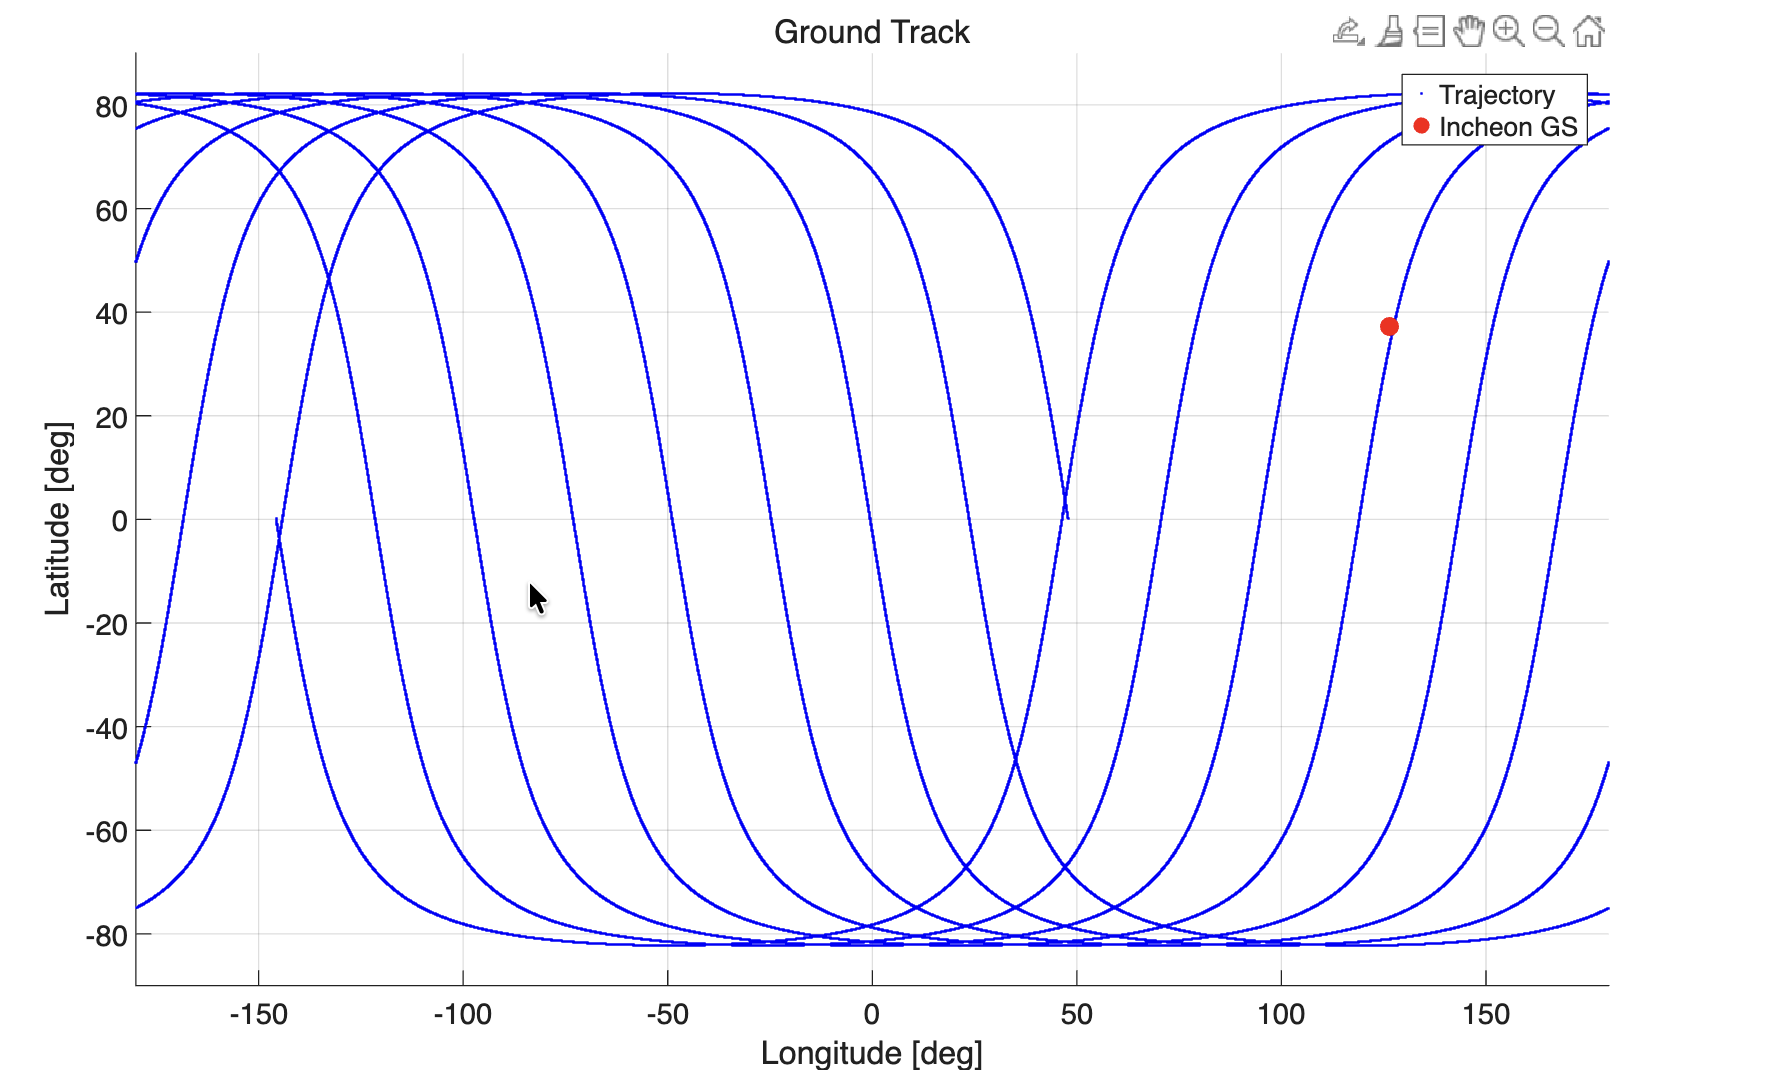 Ground Track
Trajectory
Incheon GS
80
60
40
20
0
-20
-40
-60
-80
Latitude [deg]
-150 -100 -50 0 50 100 150
Longitude [deg]